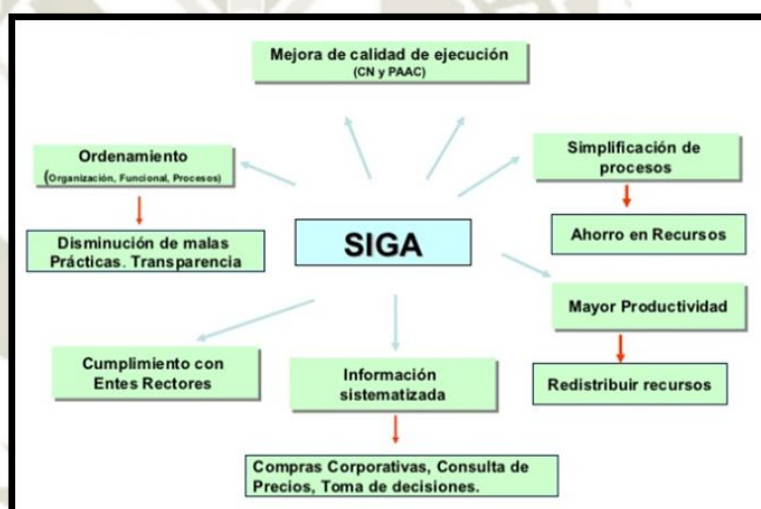 Mejora de calidad de ejecución
(CN y PAAC)
Ordenamiento
(Organización, Funcional, Procesos)
Simplificación de
procesos
Disminución de malas
Prácticas. Transparencia
SIGA
Ahorro en Recursos
Mayor Productividad
Cumplimiento con
Entes Rectores
Información
sistematizada
Redistribuir recursos
Compras Corporativas, Consulta de
Precios, Toma de decisiones.